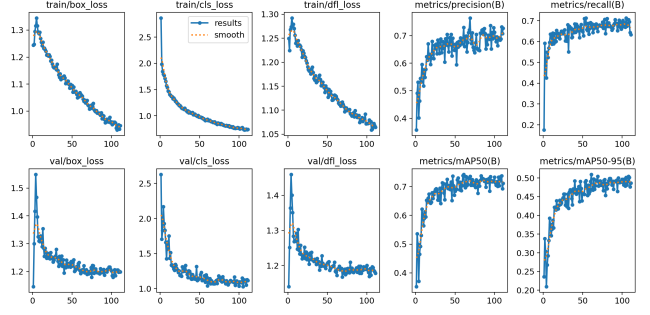 train/box_loss
train/cls_loss
train/dfl_loss
metrics/precision(B)
metrics/recall(B)
1.3
1.2
1.1
1.0
0 50 100
2.5
2.0
1.5
1.0
results
smooth
0 50 100
1.30
1.25
1.20
1.15
1.10
1.05
0 50 100
0.7
0.6
0.5
0.4
0 50 100
0.7
0.6
0.5
0.4
0.3
0.2
0 50 100
val/box_loss
val/cls_loss
val/dfl_loss
metrics/mAP50(B)
metrics/mAP50-95(B)
1.5
1.4
1.3
1.2
0 50 100
2.5
2.0
1.5
1.0
0 50 100
1.4
1.3
1.2
0 50 100
0.7
0.6
0.5
0.4
0 50 100
0.50
0.45
0.40
0.35
0.30
0.25
0.20
0 50 100